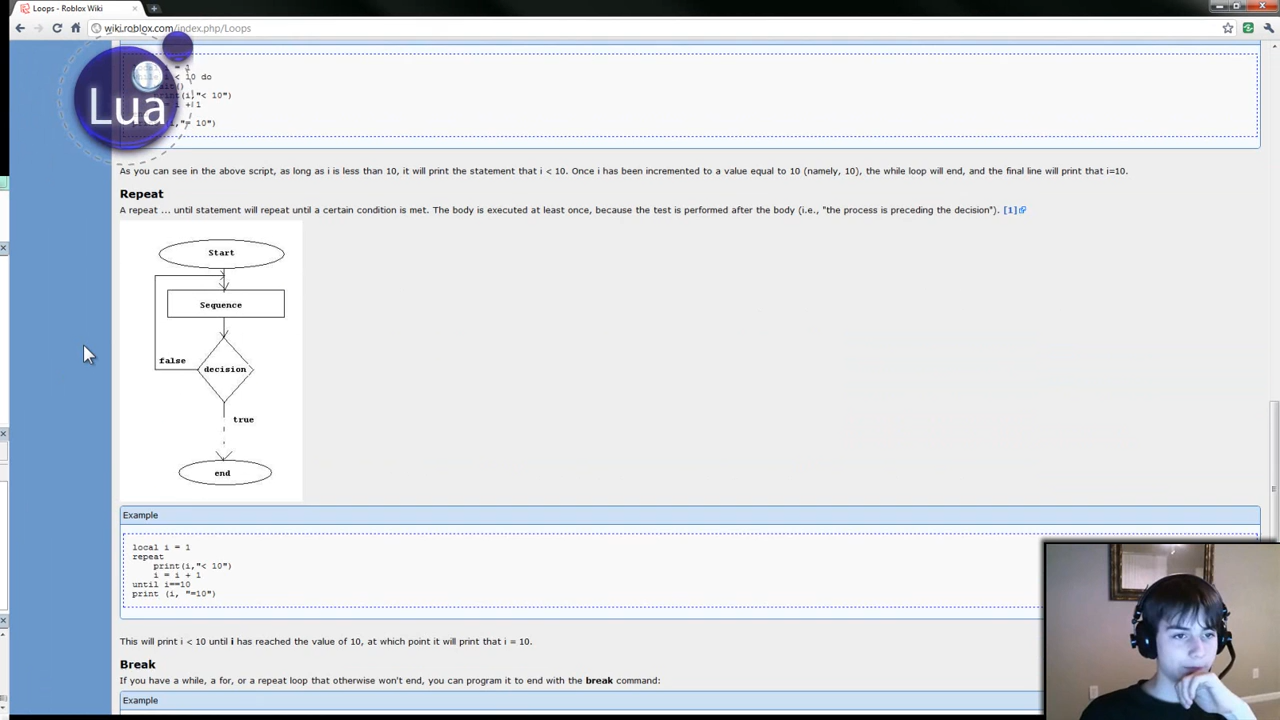 Loops - Roblox Wiki
wiki.roblox.com/index.php/Loops
Lua
= 1
< 10 do
"< 10")
+ 1
"= 10")
As you can see in the above script, as long as i is less than 10, it will print the statement that i < 10. Once i has been incremented to a value equal to 10 (namely, 10), the while loop will end, and the final line will print that i=10.
Repeat
A repeat ... until statement will repeat until a certain condition is met. The body is executed at least once, because the test is performed after the body (i.e., "the process is preceding the decision"). [1]
Start
Sequence
false
decision
true
end
Example
local i = 1
repeat
print(i,"< 10")
i = i + 1
until i==10
print (i, "=10")
This will print i < 10 until i has reached the value of 10, at which point it will print that i = 10.
Break
If you have a while, a for, or a repeat loop that otherwise won't end, you can program it to end with the break command:
Example